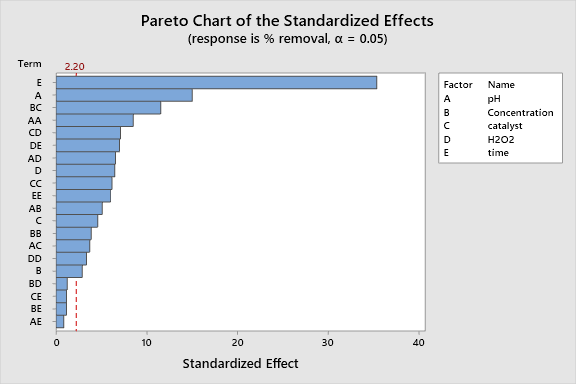 Pareto Chart of the Standardized Effects
(response is % removal, α = 0.05)
Term
2.20
E
A
BC
AA
CD
DE
AD
D
CC
EE
AB
C
BB
AC
DD
B
BD
CE
BE
AE
0 10 20 30 40
Standardized Effect
Factor Name
A pH
B Concentration
C catalyst
D H2O2
E time